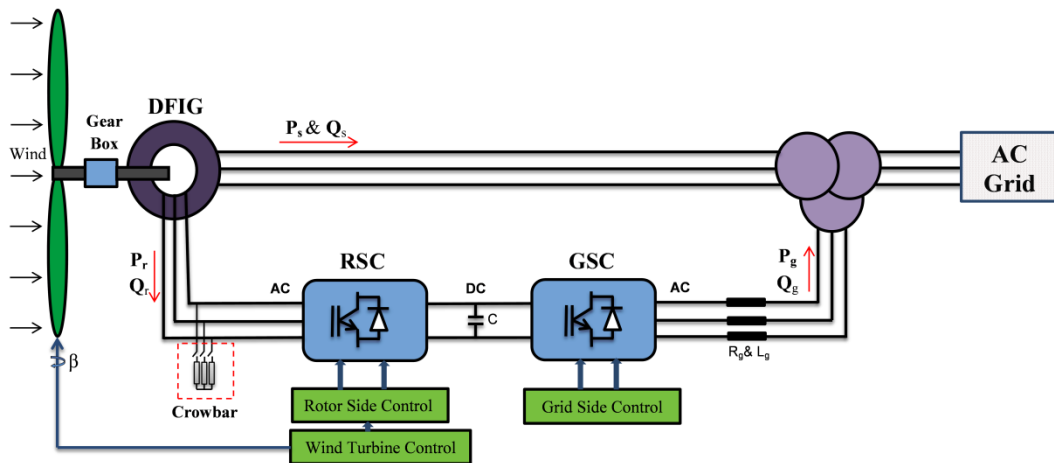 DFIG
Gear
Box
Wind
Ps & Qs
AC
Grid
Pr
Qr
RSC
GSC
Pg
Qg
AC
DC
AC
C
Rg& Lg
β
Crowbar
Rotor Side Control
Grid Side Control
Wind Turbine Control